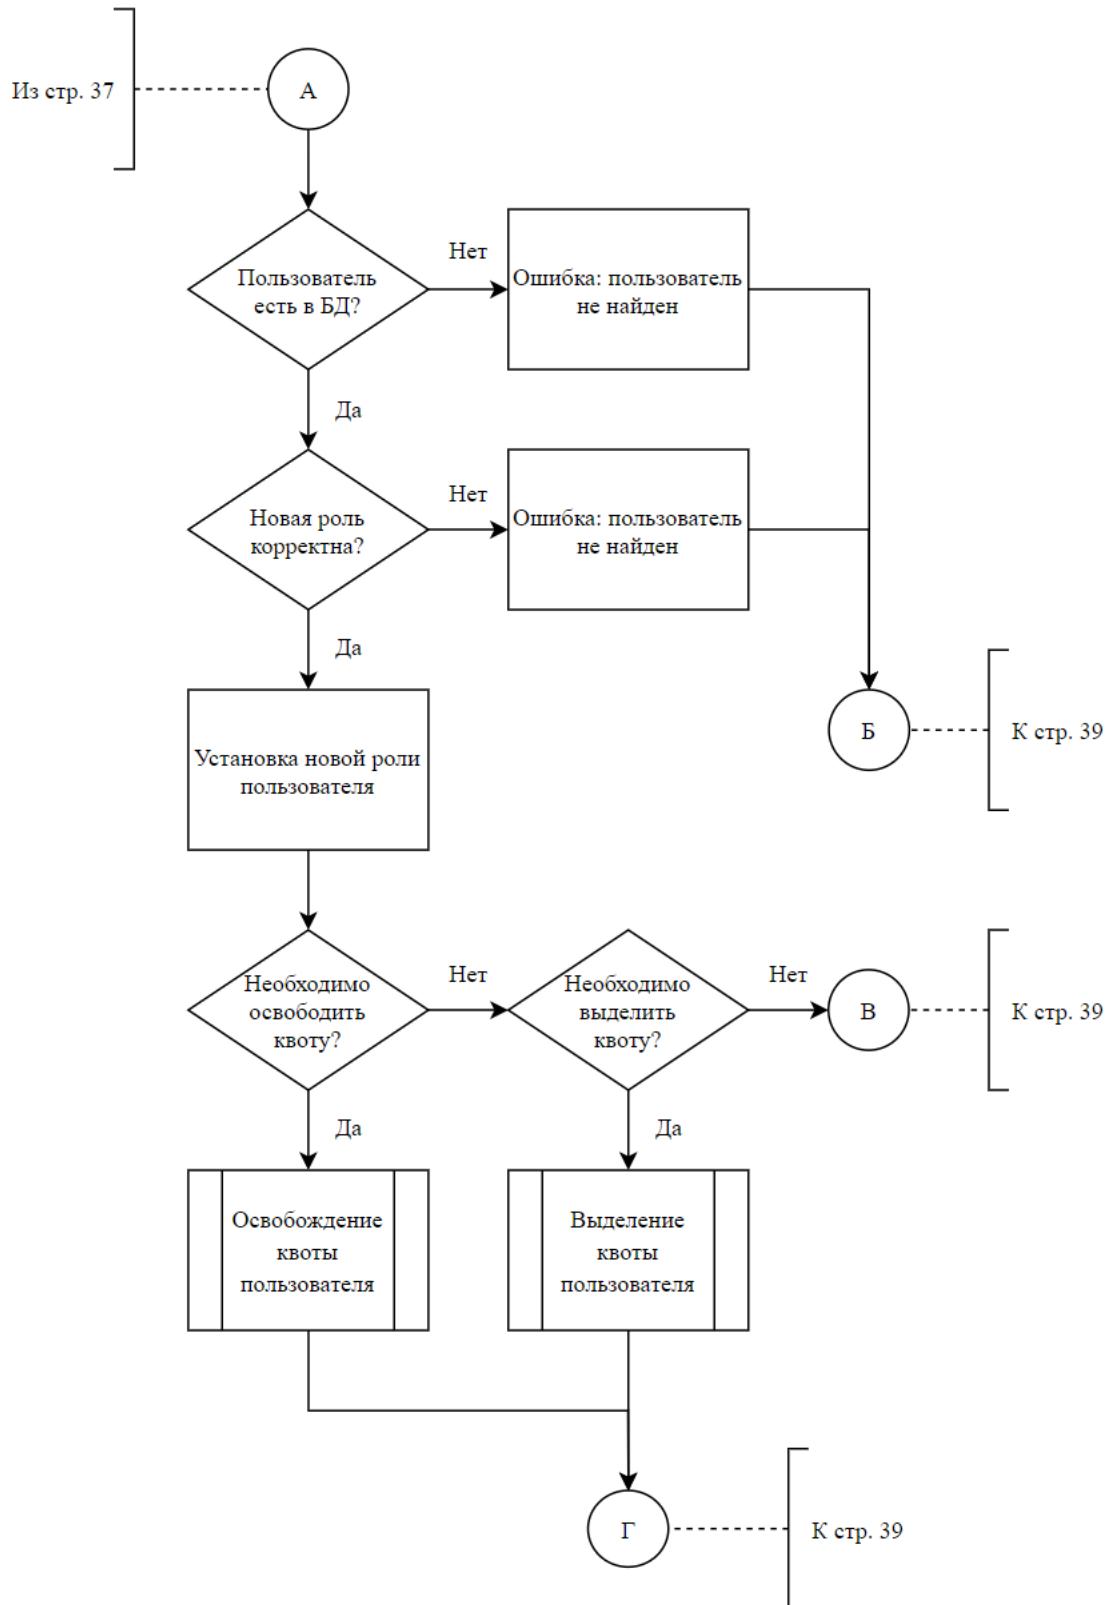 Из стр. 37
А
Нет
Пользователь
есть в БД?
Ошибка: пользователь
не найден
Да
Нет
Новая роль
корректна?
Ошибка: пользователь
не найден
Да
Установка новой роли
пользователя
Б
К стр. 39
Необходимо
освободить
квоту?
Нет
Необходимо
выделить
квоту?
Нет
В
К стр. 39
Да
Да
Освобождение
квоты
пользователя
Выделение
квоты
пользователя
Г
К стр. 39